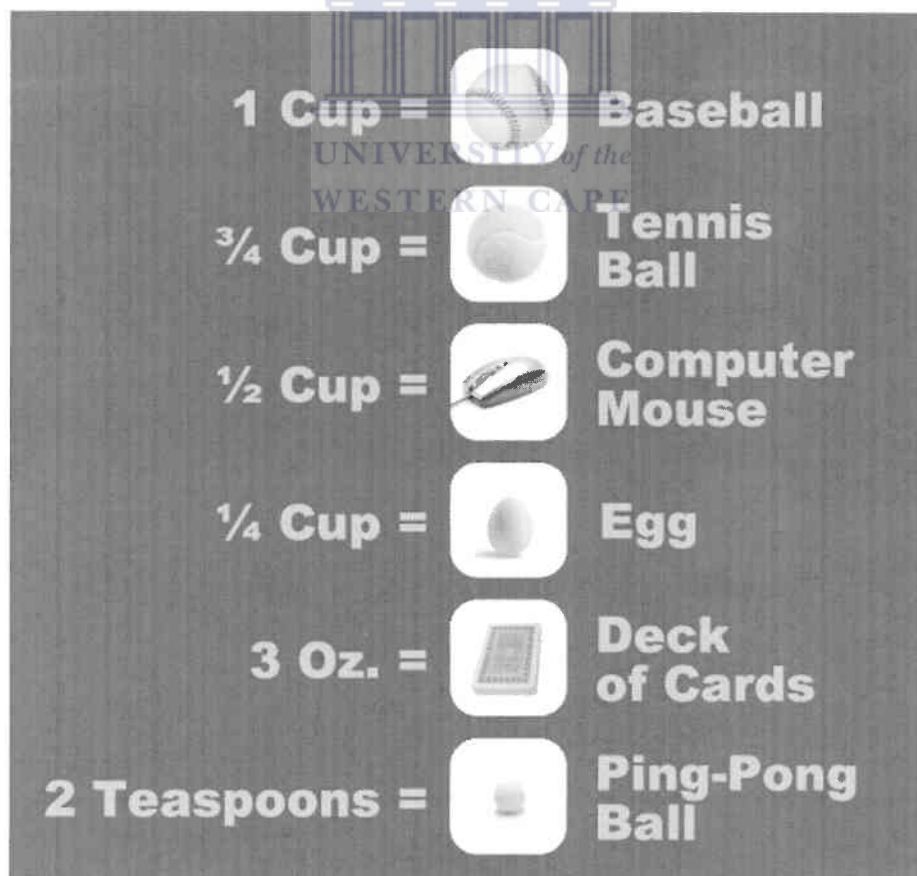 1 Cup = Baseball
UNIVERSITY of the
WESTERN CAPE
¾ Cup = Tennis
Ball
½ Cup = Computer
Mouse
¼ Cup = Egg
3 Oz. = Deck
of Cards
2 Teaspoons = Ping-Pong
Ball